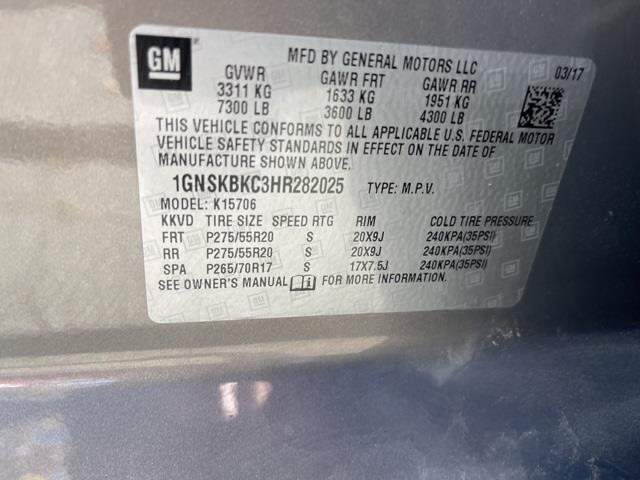 GM
MFD BY GENERAL MOTORS LLC
03/17
GVWR GAWR FRT GAWR RR
3311 KG 1633 KG 1951 KG
7300 LB 3600 LB 4300 LB
THIS VEHICLE CONFORMS TO ALL APPLICABLE U.S. FEDERAL MOTOR
VEHICLE SAFETY STANDARDS IN EFFECT ON THE DATE OF
MANUFACTURE SHOWN ABOVE.
1GNSKBKC3HR282025 TYPE: M.P.V.
MODEL: K15706
KKVD TIRE SIZE SPEED RTG RIM COLD TIRE PRESSURE
FRT P275/55R20 S 20X9J 240KPA(35PSI)
RR P275/55R20 S 20X9J 240KPA(35PSI)
SPA P265/70R17 S 17X7.5J 240KPA(35PSI)
SEE OWNER'S MANUAL FOR MORE INFORMATION